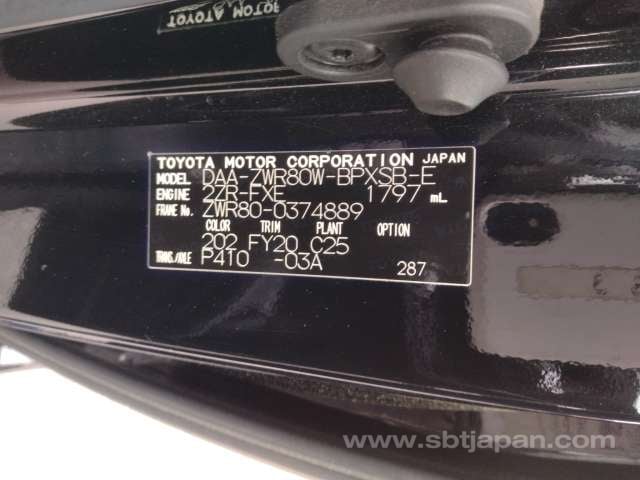 TOYOTA MOTOR CORPORATION JAPAN
MODEL DAA-ZWR80W-BPXSB-E
ENGINE 2ZR-FXE 1797 mL
FRAME No. ZWR80-0374889
COLOR TRIM PLANT OPTION
202 FY20 C25
TRANS./AXLE P410 -03A 287
www.sbtjapan.com